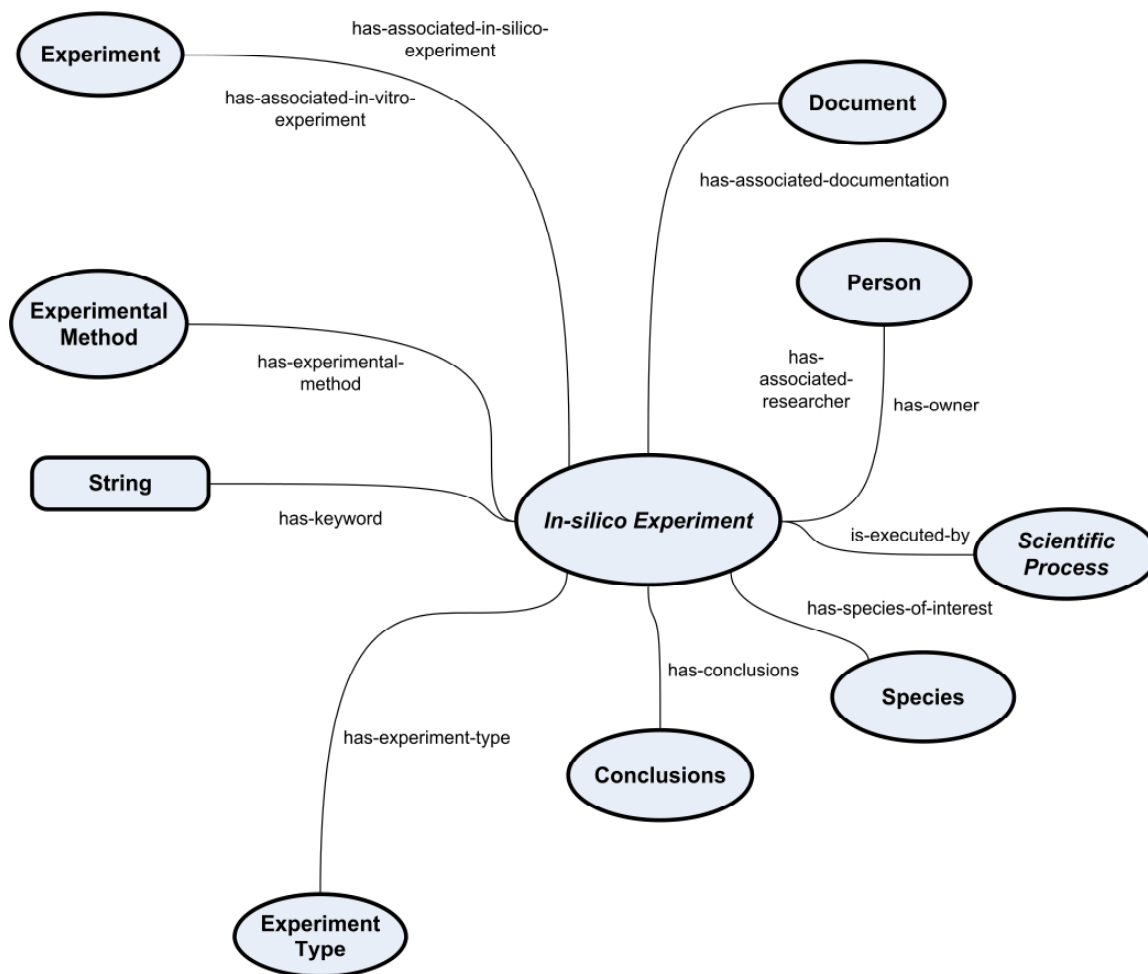 Experiment
has-associated-in-silico-
experiment
has-associated-in-vitro-
experiment
Document
has-associated-documentation
Person
has-
associated-
researcher
has-owner
Experimental
Method
has-experimental-
method
String
has-keyword
In-silico Experiment
is-executed-by
Scientific
Process
has-species-of-interest
Species
has-conclusions
Conclusions
has-experiment-type
Experiment
Type